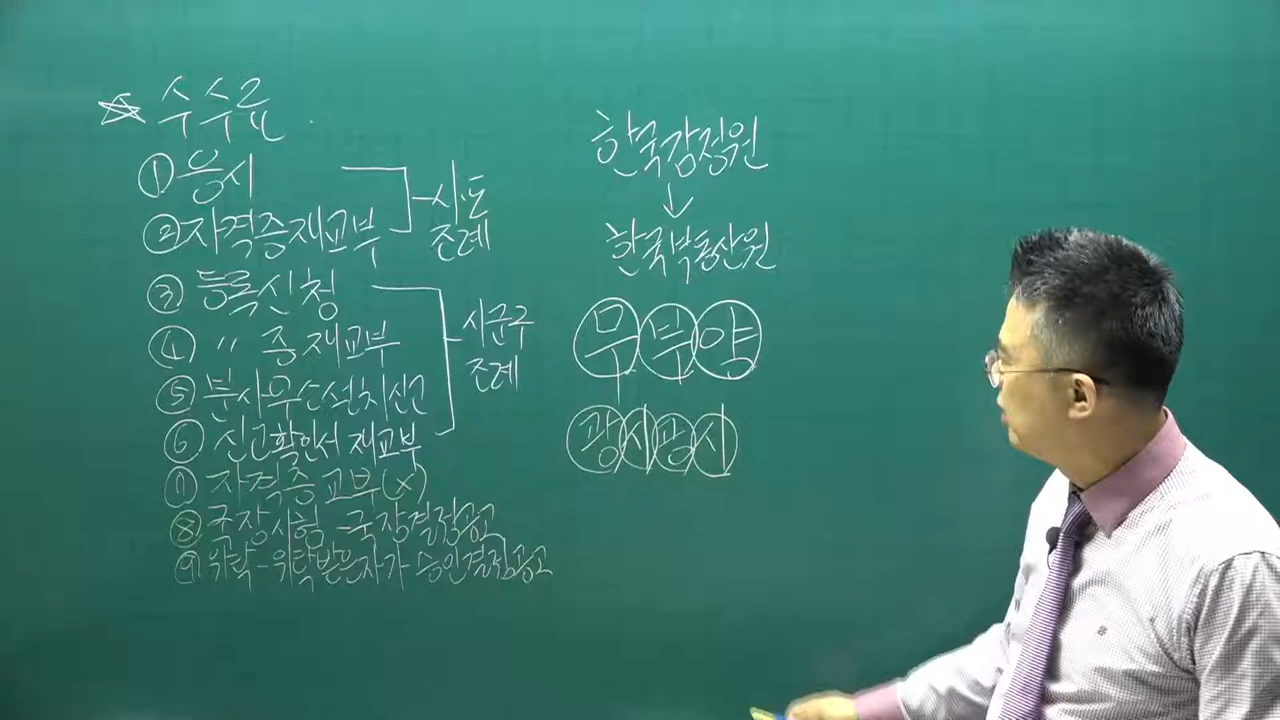 ☆ 수수료
① 응시
② 자격증재교부
시·도
조례
③ 등록신청
④ 〃 증재교부
⑤ 분사무소설치신고
⑥ 신고확인서 재교부
시군구
조례
⑦ 자격증교부(×)
⑧ 국장시험 - 국장결정공고
⑨ 위탁 - 위탁받은자가 - 승인결정공고
한국감정원
↓
한국부동산원
무 부 양
광 시 광 시